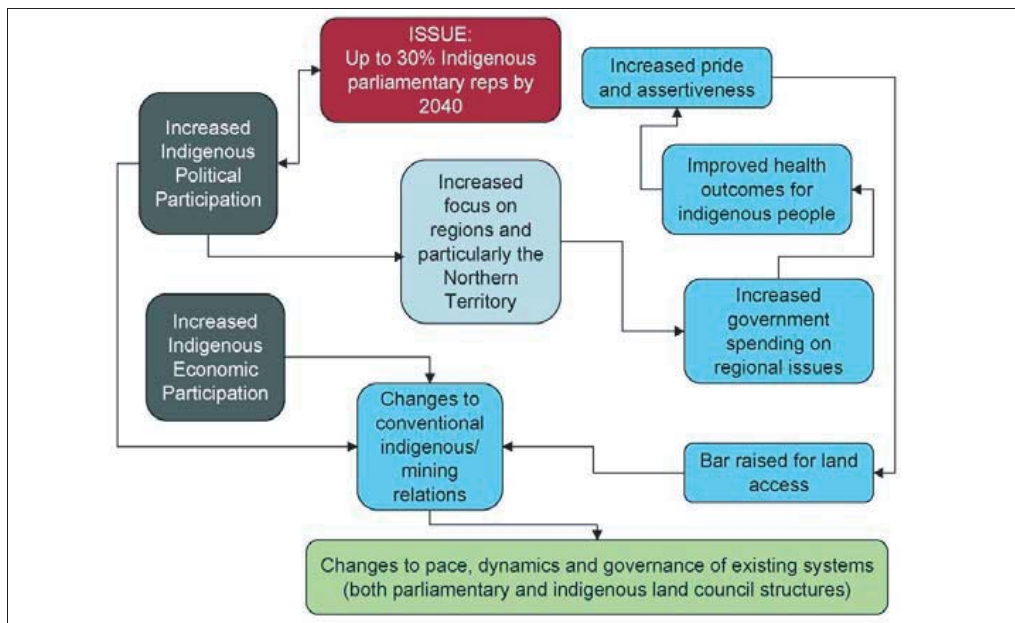 ISSUE:
Up to 30% Indigenous
parliamentary reps by
2040
Increased pride
and assertiveness
Increased
Indigenous
Political
Participation
Improved health
outcomes for
indigenous people
Increased
focus on
regions and
particularly the
Northern
Territory
Increased
government
spending on
regional issues
Increased
Indigenous
Economic
Participation
Changes to
conventional
indigenous/
mining
relations
Bar raised for land
access
Changes to pace, dynamics and governance of existing systems
(both parliamentary and indigenous land council structures)